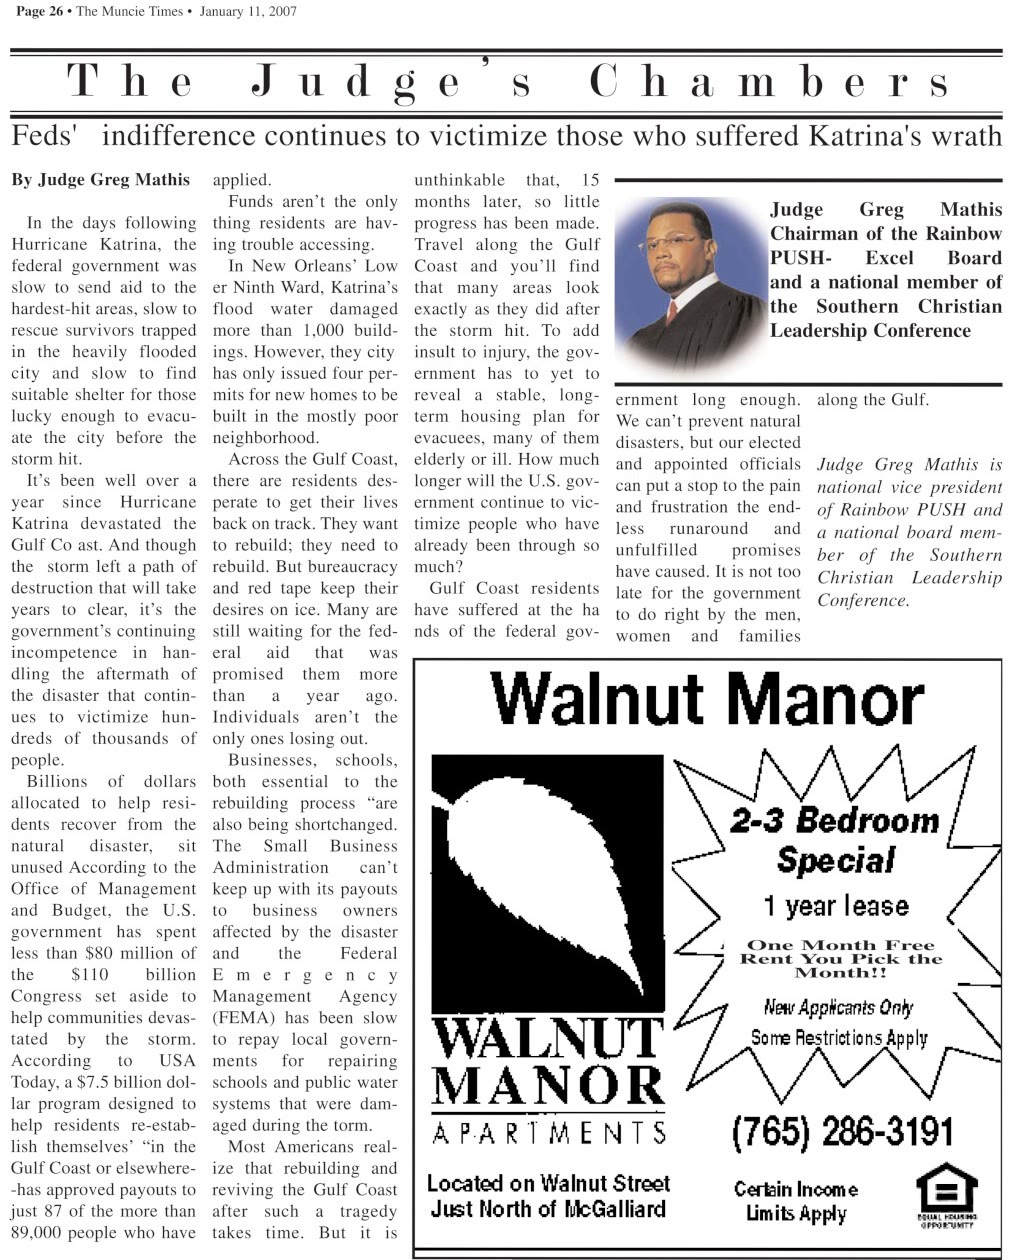 Page 26 • The Muncie Times • January 11, 2007
The Judge's Chambers
Feds' indifference continues to victimize those who suffered Katrina's wrath
By Judge Greg Mathis
In the days following
Hurricane Katrina, the
federal government was
slow to send aid to the
hardest-hit areas, slow to
rescue survivors trapped
in the heavily flooded
city and slow to find
suitable shelter for those
lucky enough to evacu-
ate the city before the
storm hit.
It's been well over a
year since Hurricane
Katrina devastated the
Gulf Co ast. And though
the storm left a path of
destruction that will take
years to clear, it's the
government's continuing
incompetence in han-
dling the aftermath of
the disaster that contin-
ues to victimize hun-
dreds of thousands of
people.
Billions of dollars
allocated to help resi-
dents recover from the
natural disaster, sit
unused According to the
Office of Management
and Budget, the U.S.
government has spent
less than $80 million of
the $110 billion
Congress set aside to
help communities devas-
tated by the storm.
According to USA
Today, a $7.5 billion dol-
lar program designed to
help residents re-estab-
lish themselves' “in the
Gulf Coast or elsewhere-
-has approved payouts to
just 87 of the more than
89,000 people who have
applied.
Funds aren't the only
thing residents are hav-
ing trouble accessing.
In New Orleans' Low
er Ninth Ward, Katrina's
flood water damaged
more than 1,000 build-
ings. However, they city
has only issued four per-
mits for new homes to be
built in the mostly poor
neighborhood.
Across the Gulf Coast,
there are residents des-
perate to get their lives
back on track. They want
to rebuild; they need to
rebuild. But bureaucracy
and red tape keep their
desires on ice. Many are
still waiting for the fed-
eral aid that was
promised them more
than a year ago.
Individuals aren't the
only ones losing out.
Businesses, schools,
both essential to the
rebuilding process “are
also being shortchanged.
The Small Business
Administration can't
keep up with its payouts
to business owners
affected by the disaster
and the Federal
Emergency
Management Agency
(FEMA) has been slow
to repay local govern-
ments for repairing
schools and public water
systems that were dam-
aged during the torm.
Most Americans real-
ize that rebuilding and
reviving the Gulf Coast
after such a tragedy
takes time. But it is
unthinkable that, 15
months later, so little
progress has been made.
Travel along the Gulf
Coast and you'll find
that many areas look
exactly as they did after
the storm hit. To add
insult to injury, the gov-
ernment has to yet to
reveal a stable, long-
term housing plan for
evacuees, many of them
elderly or ill. How much
longer will the U.S. gov-
ernment continue to vic-
timize people who have
already been through so
much?
Gulf Coast residents
have suffered at the ha
nds of the federal gov-
Judge Greg Mathis
Chairman of the Rainbow
PUSH- Excel Board
and a national member of
the Southern Christian
Leadership Conference
ernment long enough.
We can't prevent natural
disasters, but our elected
and appointed officials
can put a stop to the pain
and frustration the end-
less runaround and
unfulfilled promises
have caused. It is not too
late for the government
to do right by the men,
women and families
along the Gulf.
Judge Greg Mathis is
national vice president
of Rainbow PUSH and
a national board mem-
ber of the Southern
Christian Leadership
Conference.
Walnut Manor
2-3 Bedroom
Special
1 year lease
One Month Free
Rent You Pick the
Month!!
New Applicants Only
Some Restrictions Apply
WALNUT
MANOR
APARTMENTS
(765) 286-3191
Located on Walnut Street
Just North of McGalliard
Certain Income
Limits Apply
EQUAL HOUSING
OPPORTUNITY